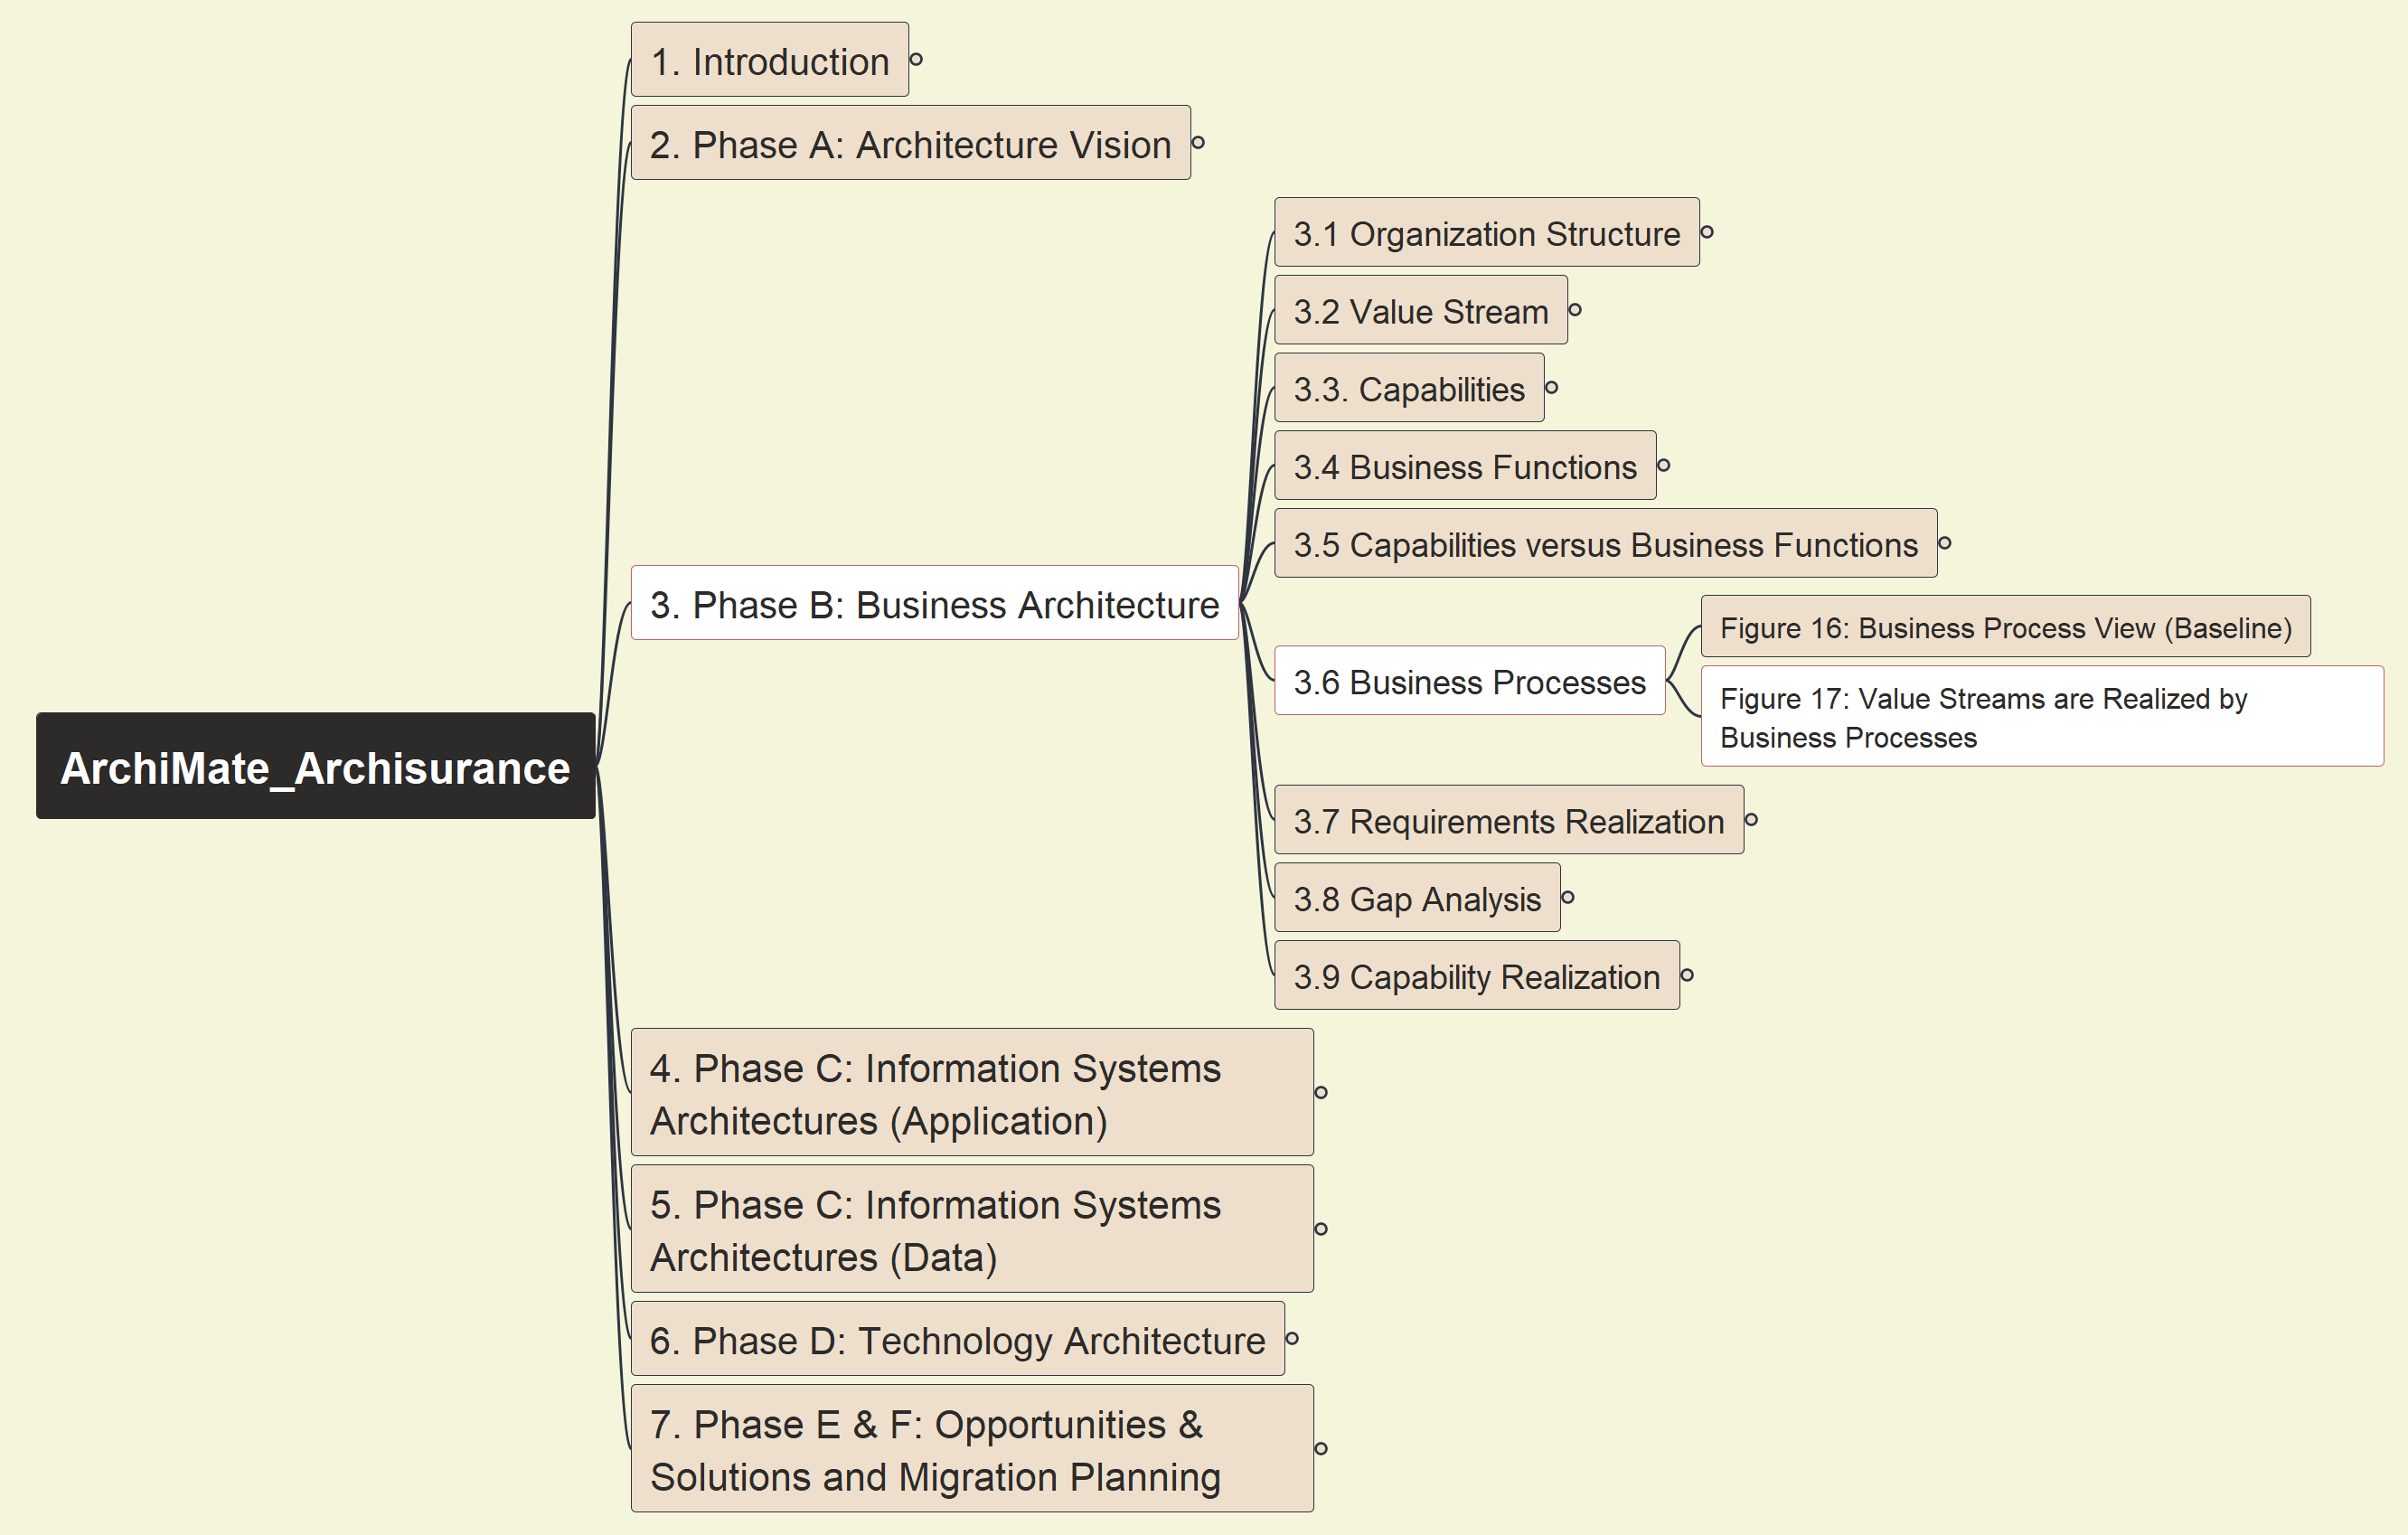 ArchiMate_Archisurance
1. Introduction
2. Phase A: Architecture Vision
3. Phase B: Business Architecture
3.1 Organization Structure
3.2 Value Stream
3.3. Capabilities
3.4 Business Functions
3.5 Capabilities versus Business Functions
3.6 Business Processes
Figure 16: Business Process View (Baseline)
Figure 17: Value Streams are Realized by
Business Processes
3.7 Requirements Realization
3.8 Gap Analysis
3.9 Capability Realization
4. Phase C: Information Systems
Architectures (Application)
5. Phase C: Information Systems
Architectures (Data)
6. Phase D: Technology Architecture
7. Phase E & F: Opportunities &
Solutions and Migration Planning